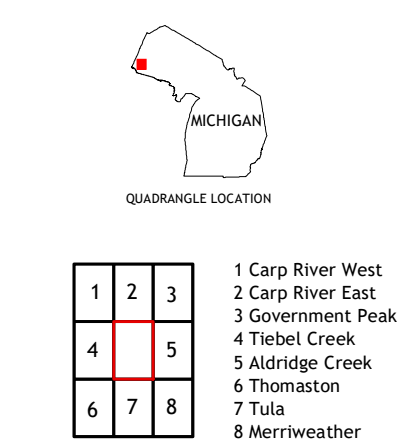 MICHIGAN
QUADRANGLE LOCATION
1 2 3
4 5
6 7 8
1 Carp River West
2 Carp River East
3 Government Peak
4 Tiebel Creek
5 Aldridge Creek
6 Thomaston
7 Tula
8 Merriweather